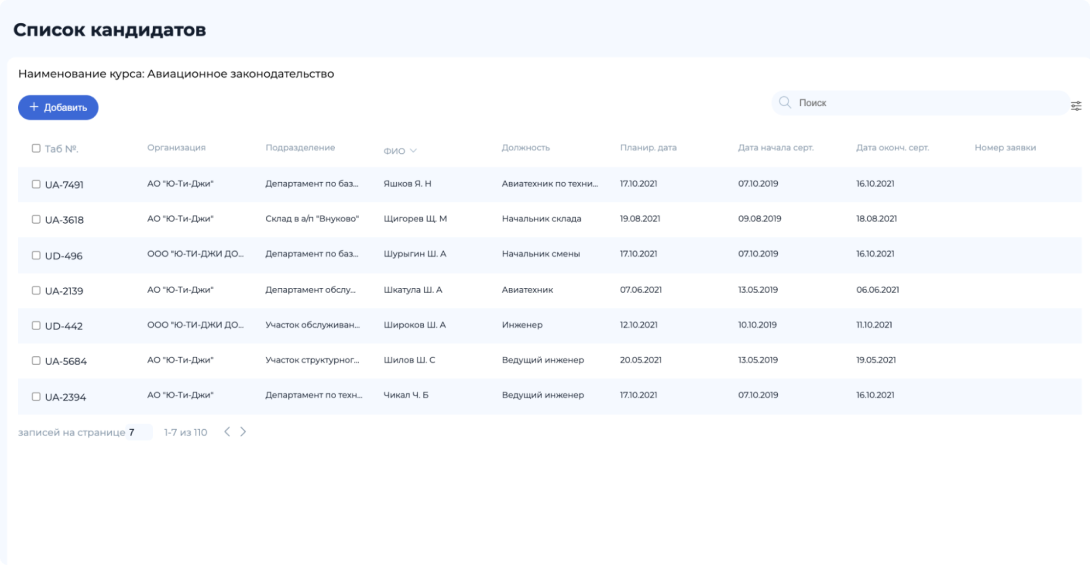 Список кандидатов
Наименование курса: Авиационное законодательство
+ Добавить
Поиск
Таб №. Организация Подразделение ФИО Должность Планир. дата Дата начала серт. Дата оконч. серт. Номер заявки
UA-7491 АО "Ю-Ти-Джи" Департамент по баз... Яшков Я. Н Авиатехник по техни... 17.10.2021 07.10.2019 16.10.2021
UA-3618 АО "Ю-Ти-Джи" Склад в а/п "Внуково" Щигорев Щ. М Начальник склада 19.08.2021 09.08.2019 18.08.2021
UD-496 ООО "Ю-ТИ-ДЖИ ДО... Департамент по баз... Шурыгин Ш. А Начальник смены 17.10.2021 07.10.2019 16.10.2021
UA-2139 АО "Ю-Ти-Джи" Департамент обслу... Шкатула Ш. А Авиатехник 07.06.2021 13.05.2019 06.06.2021
UD-442 ООО "Ю-ТИ-ДЖИ ДО... Участок обслуживан... Широков Ш. А Инженер 12.10.2021 10.10.2019 11.10.2021
UA-5684 АО "Ю-Ти-Джи" Участок структурног... Шилов Ш. С Ведущий инженер 20.05.2021 13.05.2019 19.05.2021
UA-2394 АО "Ю-Ти-Джи" Департамент по техн... Чикал Ч. Б Ведущий инженер 17.10.2021 07.10.2019 16.10.2021
записей на странице 7 1-7 из 110 < >